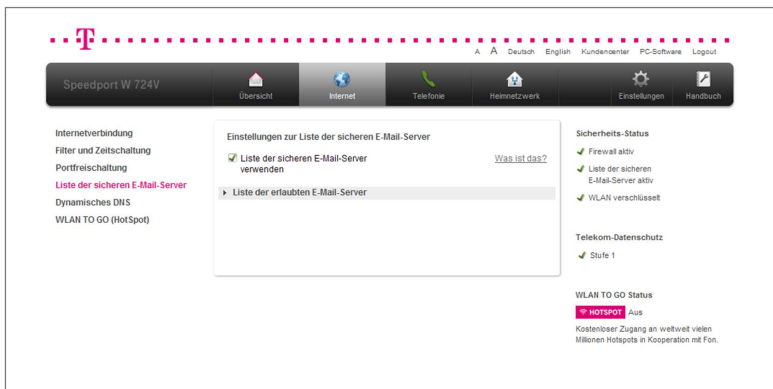 T
A A Deutsch English Kundencenter PC-Software Logout
Speedport W 724V
Übersicht
Internet
Telefonie
Heimnetzwerk
Einstellungen
Handbuch
Internetverbindung
Filter und Zeitschaltung
Portfreischaltung
Liste der sicheren E-Mail-Server
Dynamisches DNS
WLAN TO GO (HotSpot)
Einstellungen zur Liste der sicheren E-Mail-Server
Liste der sicheren E-Mail-Server
verwenden
Was ist das?
Liste der erlaubten E-Mail-Server
Sicherheits-Status
Firewall aktiv
Liste der sicheren
E-Mail-Server aktiv
WLAN verschlüsselt
Telekom-Datenschutz
Stufe 1
WLAN TO GO Status
HOTSPOT Aus
Kostenloser Zugang an weltweit vielen
Millionen Hotspots in Kooperation mit Fon.